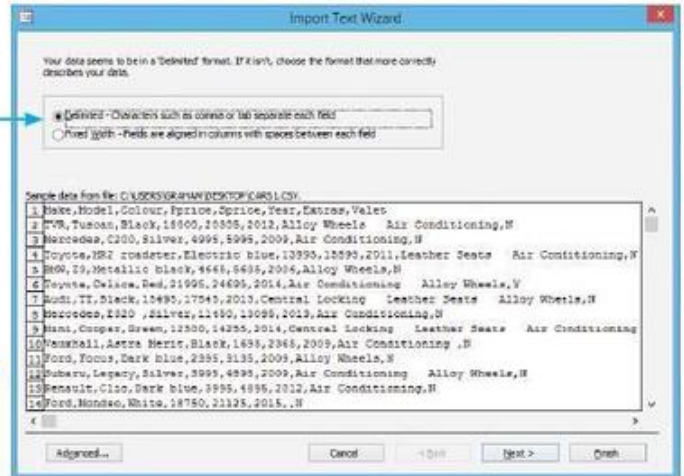 Import Text Wizard
Your data seems to be in a 'Delimited' format. If it isn't, choose the format that more correctly
describes your data.
Delimited - Characters such as comma or tab separate each field
Fixed Width - Fields are aligned in columns with spaces between each field
Sample data from file: C:\USERS\GRAHAM\DESKTOP\CARS1.CSV.
1 Make,Model,Colour,Pprice,Sprice,Year,Extras,Valet
2 TVR,Tuscan,Black,18000,20305,2012,Alloy Wheels Air Conditioning,N
3 Mercedes,C200,Silver,4995,5995,2009,Air Conditioning,N
4 Toyota,MR2 roadster,Electric blue,13995,15895,2011,Leather Seats Air Conditioning,N
5 BMW,Z3,Metallic black,4665,5635,2006,Alloy Wheels,N
6 Toyota,Celica,Red,21995,24695,2014,Air Conditioning Alloy Wheels,Y
7 Audi,TT,Black,15495,17545,2013,Central Locking Leather Seats Alloy Wheels,N
8 Mercedes,E320 ,Silver,11450,13095,2013,Air Conditioning,N
9 Mini,Cooper,Green,12500,14255,2014,Central Locking Leather Seats Air Conditioning
10 Vauxhall,Astra Merit,Black,1695,2365,2009,Air Conditioning ,N
11 Ford,Focus,Dark blue,2395,3135,2009,Alloy Wheels,N
12 Subaru,Legacy,Silver,3995,4895,2009,Air Conditioning Alloy Wheels,N
13 Renault,Clio,Dark blue,3995,4895,2012,Air Conditioning,N
14 Ford,Mondeo,White,18750,21125,2015,,N
Advanced...
Cancel
< Back
Next >
Finish